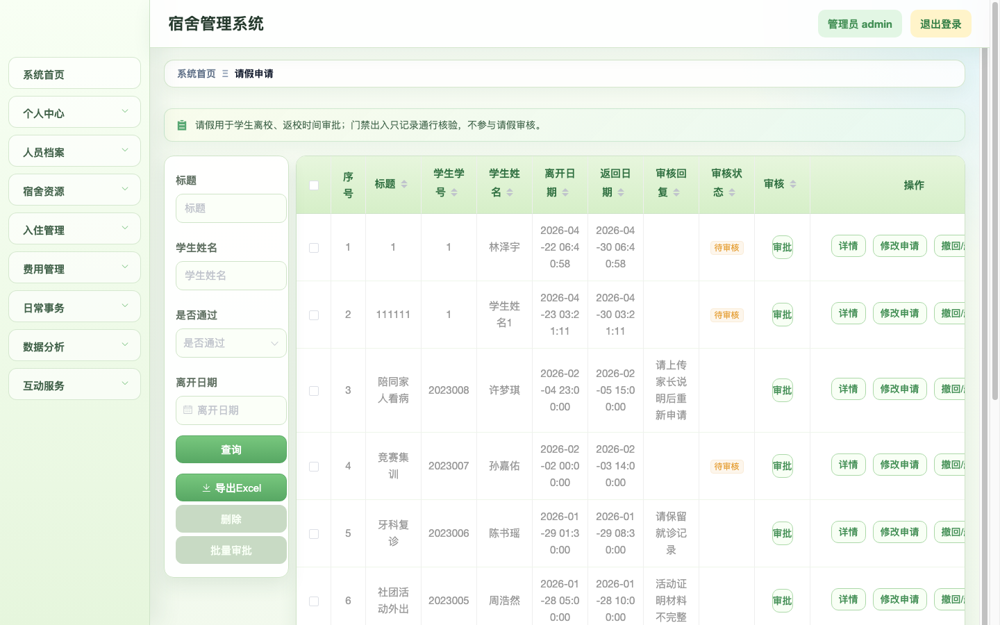 宿舍管理系统
管理员 admin
退出登录
系统首页
个人中心
人员档案
宿舍资源
入住管理
费用管理
日常事务
数据分析
互动服务
系统首页 Ξ 请假申请
请假用于学生离校、返校时间审批；门禁出入只记录通行核验，不参与请假审核。
标题
标题
学生姓名
学生姓名
是否通过
是否通过
离开日期
离开日期
查询
导出Excel
删除
批量审批
序号 标题 学生学号 学生姓名 离开日期 返回日期 审核回复 审核状态 审核 操作
1 1 1 林泽宇 2026-04-22 06:40:58 2026-04-30 06:40:58 待审核 审批 详情 修改申请 撤回/
2 111111 1 学生姓名1 2026-04-23 03:21:11 2026-04-30 03:21:11 待审核 审批 详情 修改申请 撤回/
3 陪同家人看病 2023008 许梦琪 2026-02-04 23:00:00 2026-02-05 15:00:00 请上传家长说明后重新申请 审批 详情 修改申请 撤回/
4 竞赛集训 2023007 孙嘉佑 2026-02-02 00:00:00 2026-02-03 14:00:00 待审核 审批 详情 修改申请 撤回/
5 牙科复诊 2023006 陈书瑶 2026-01-29 01:30:00 2026-01-29 08:30:00 请保留就诊记录 审批 详情 修改申请 撤回/
6 社团活动外出 2023005 周浩然 2026-01-28 05:00:00 2026-01-28 10:00:00 活动证明材料不完整 审批 详情 修改申请 撤回/